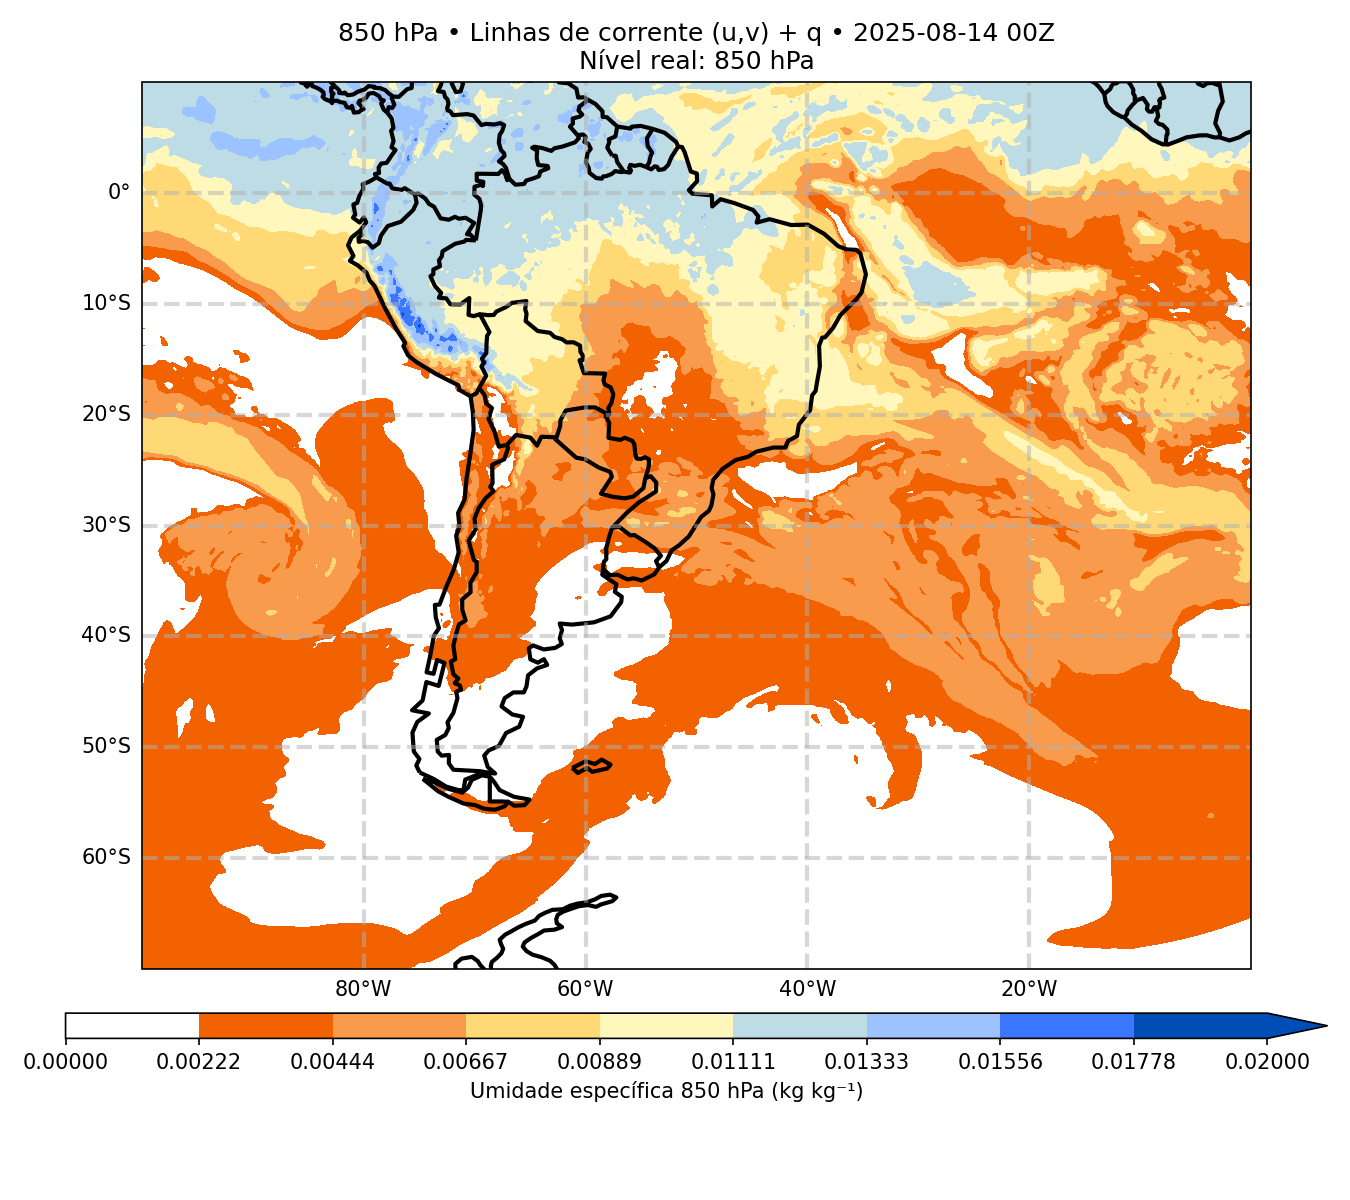 850 hPa • Linhas de corrente (u,v) + q • 2025-08-14 00Z
Nível real: 850 hPa
0°
10°S
20°S
30°S
40°S
50°S
60°S
80°W 60°W 40°W 20°W
0.00000 0.00222 0.00444 0.00667 0.00889 0.01111 0.01333 0.01556 0.01778 0.02000
Umidade específica 850 hPa (kg kg⁻¹)